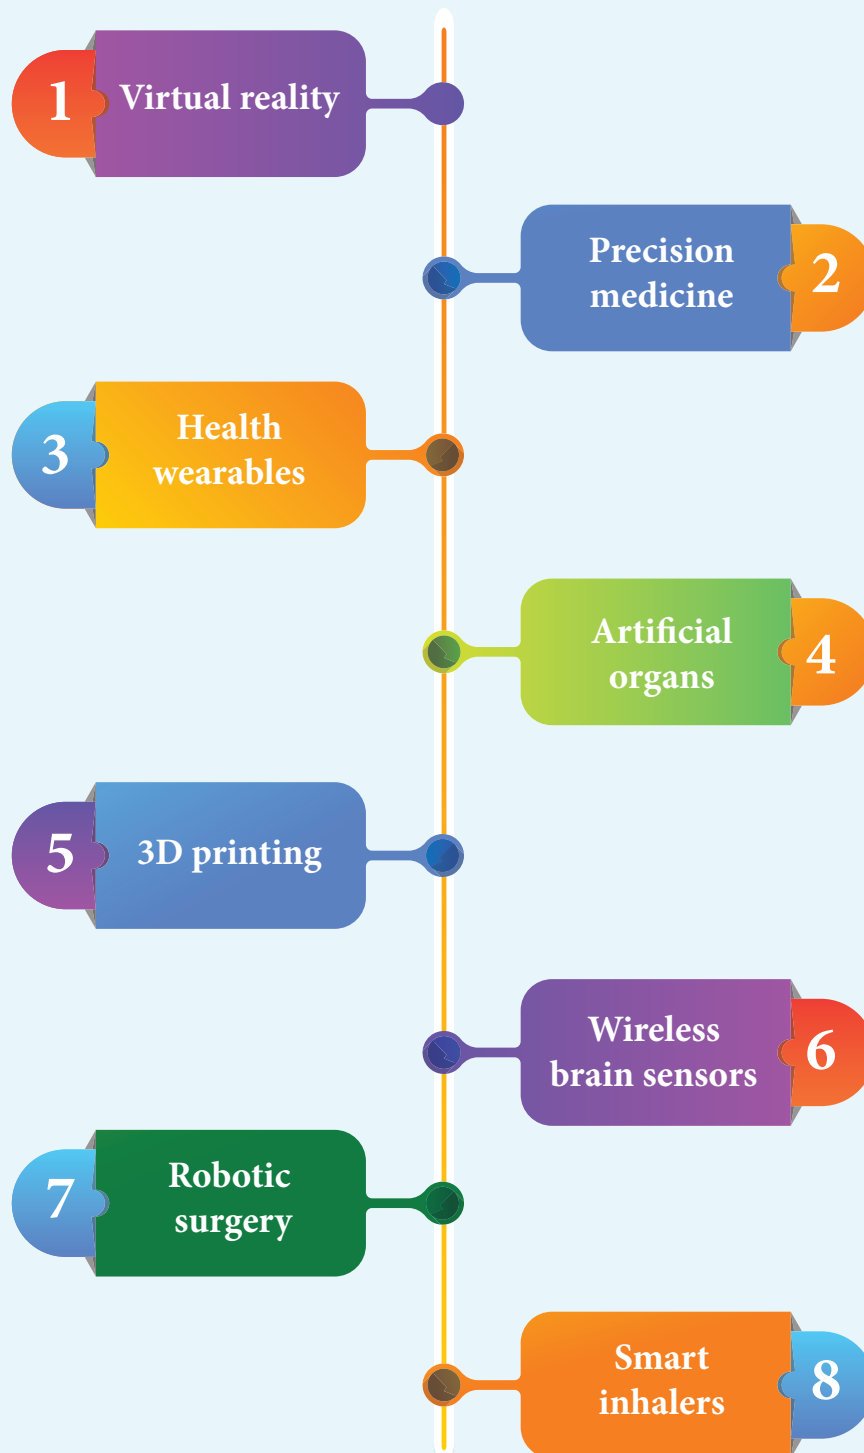 1
Virtual reality
Precision
medicine
2
3
Health
wearables
Artificial
organs
4
5
3D printing
Wireless
brain sensors
6
7
Robotic
surgery
Smart
inhalers
8